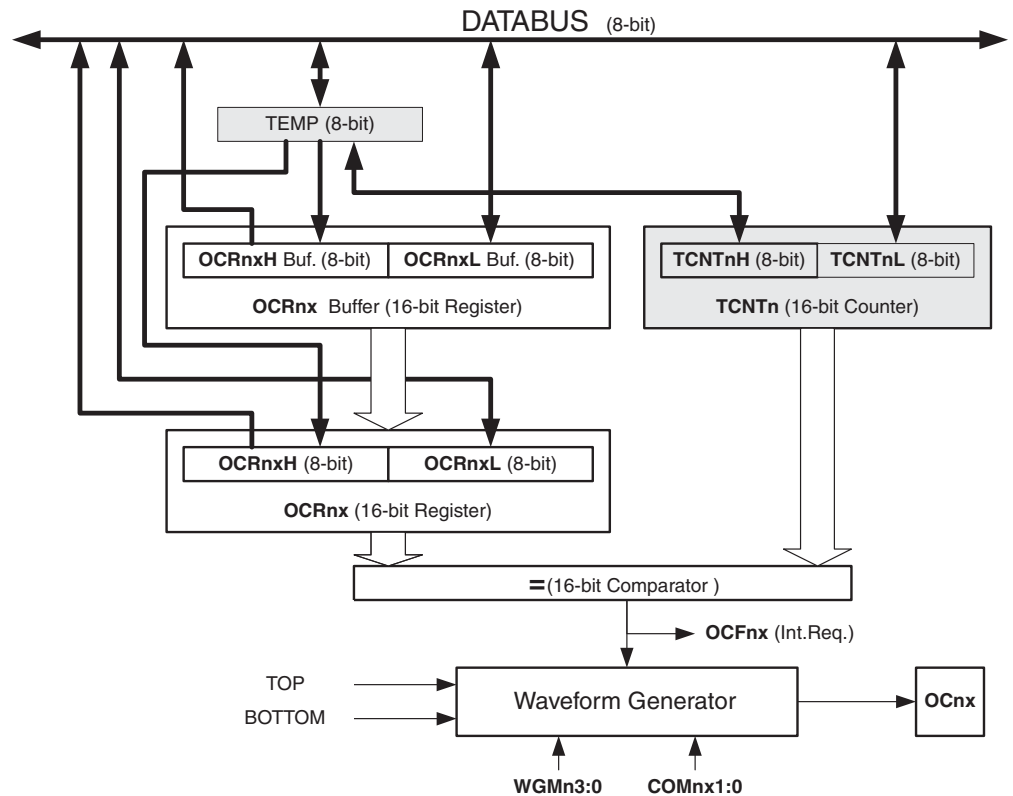 DATABUS (8-bit)
TEMP (8-bit)
OCRnxH Buf. (8-bit)
OCRnxL Buf. (8-bit)
TCNTnH (8-bit)
TCNTnL (8-bit)
OCRnx Buffer (16-bit Register)
TCNTn (16-bit Counter)
OCRnxH (8-bit)
OCRnxL (8-bit)
OCRnx (16-bit Register)
=(16-bit Comparator )
OCFnx (Int.Req.)
TOP
BOTTOM
Waveform Generator
OCnx
WGMn3:0
COMnx1:0